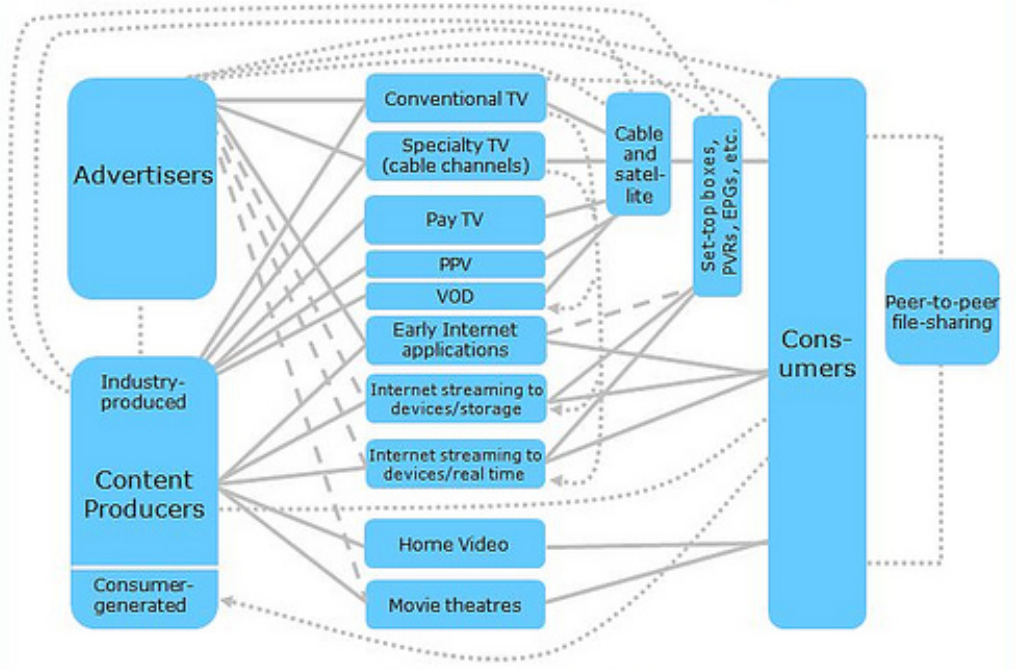 Advertisers
Industry-
produced
Content
Producers
Consumer-
generated
Conventional TV
Specialty TV
(cable channels)
Pay TV
PPV
VOD
Early Internet
applications
Internet streaming to
devices/storage
Internet streaming to
devices/real time
Home Video
Movie theatres
Cable
and
satel-
lite
Set-top boxes,
PVRs, EPGs, etc.
Cons-
umers
Peer-to-peer
file-sharing